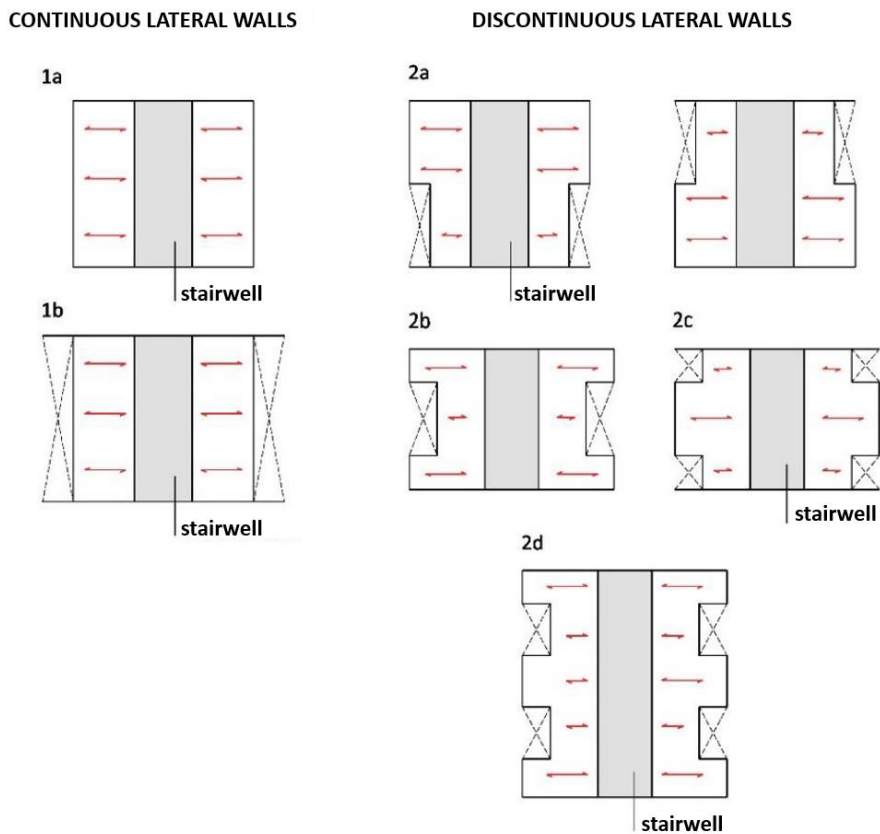 CONTINUOUS LATERAL WALLS
DISCONTINUOUS LATERAL WALLS
1a
stairwell
1b
stairwell
2a
stairwell
2b
2c
stairwell
2d
stairwell